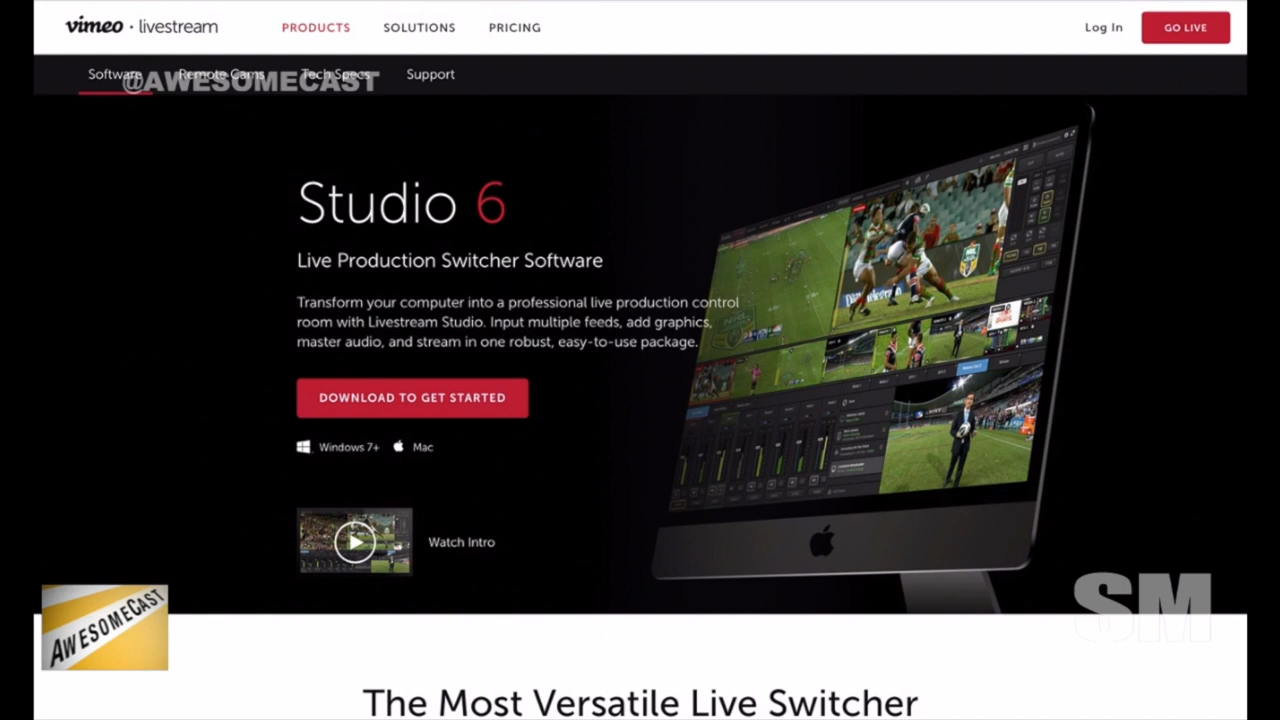 vimeo · livestream
PRODUCTS
SOLUTIONS
PRICING
Log In
GO LIVE
Software
Remote Cams
Tech Specs
Support
@AWESOMECAST
Studio 6
Live Production Switcher Software
Transform your computer into a professional live production control
room with Livestream Studio. Input multiple feeds, add graphics,
master audio, and stream in one robust, easy-to-use package.
DOWNLOAD TO GET STARTED
Windows 7+
Mac
Watch Intro
AWESOMECAST
SM
The Most Versatile Live Switcher